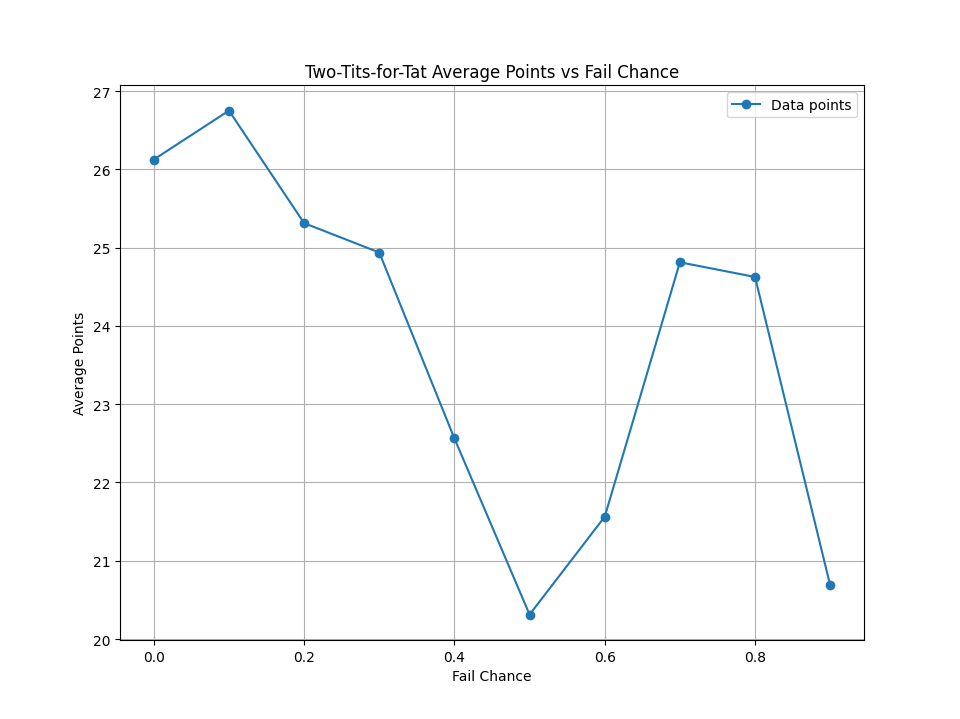 Two-Tits-for-Tat Average Points vs Fail Chance
Data points
Average Points
27
26
25
24
23
22
21
20
0.0 0.2 0.4 0.6 0.8
Fail Chance